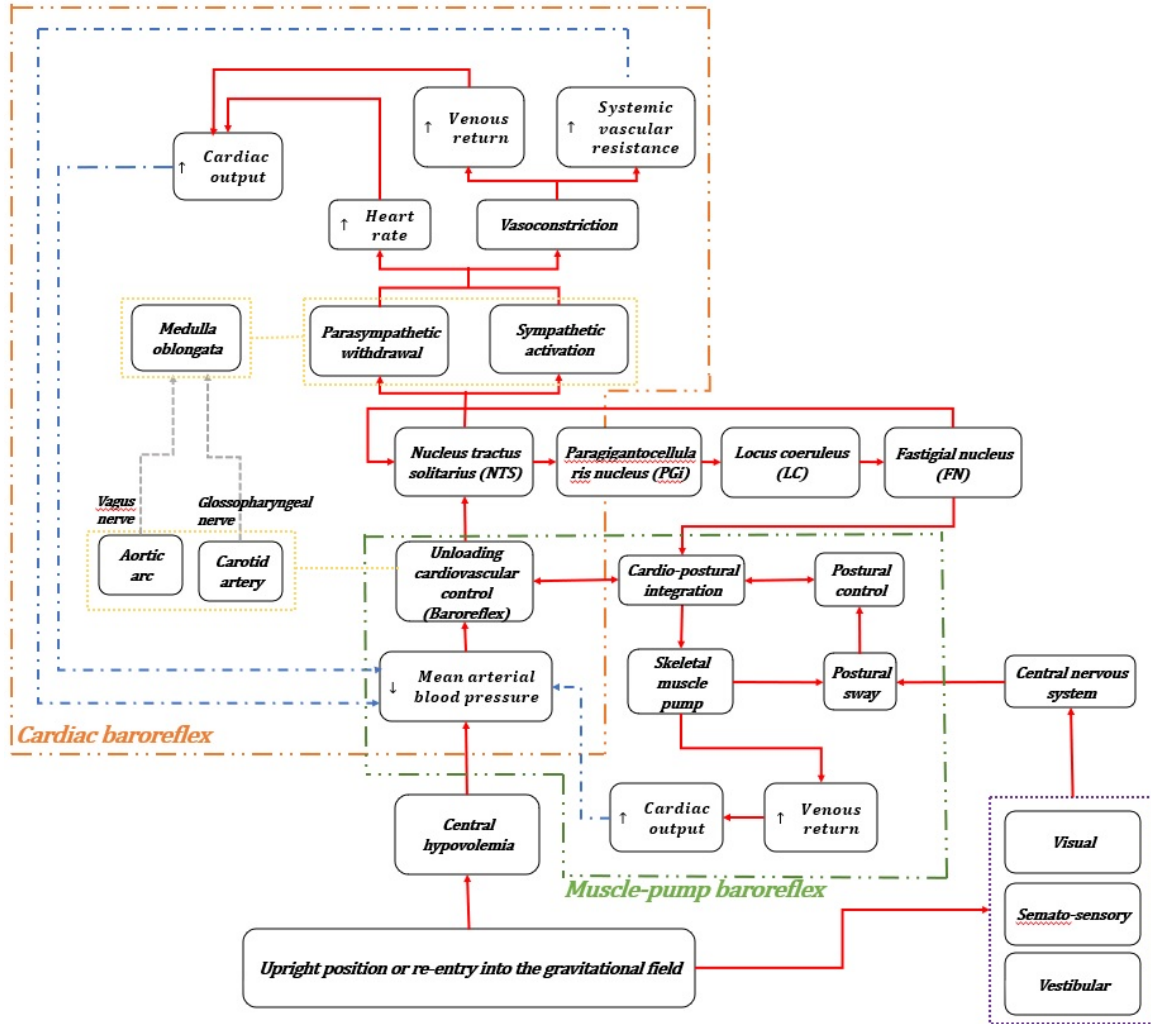 ↑ Venous
return
↑ Systemic
vascular
resistance
↑ Cardiac
output
↑ Heart
rate
Vasoconstriction
Medulla
oblongata
Parasympathetic
withdrawal
Sympathetic
activation
Nucleus tractus
solitarius (NTS)
Paragigantocellula
ris nucleus (PGi)
Locus coeruleus
(LC)
Fastigial nucleus
(FN)
Vagus
nerve
Glossopharyngeal
nerve
Aortic
arc
Carotid
artery
Unloading
cardiovascular
control
(Baroreflex)
Cardio-postural
integration
Postural
control
↓ Mean arterial
blood pressure
Skeletal
muscle
pump
Postural
sway
Central nervous
system
Cardiac baroreflex
Central
hypovolemia
↑ Cardiac
output
↑ Venous
return
Visual
Muscle-pump baroreflex
Semato-sensory
Upright position or re-entry into the gravitational field
Vestibular